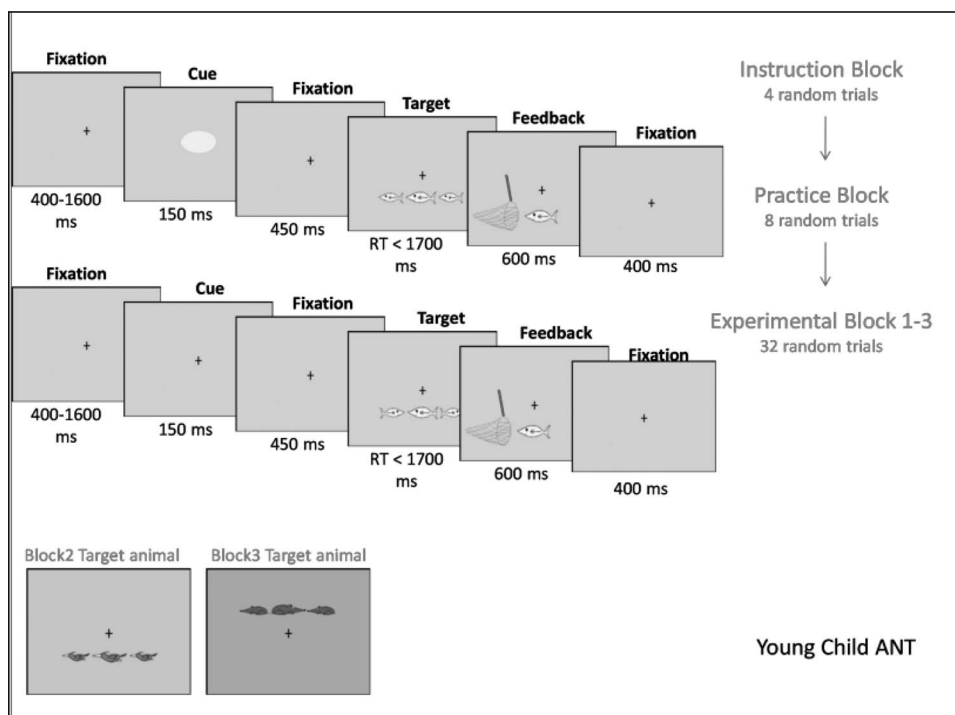 Fixation
Cue
Fixation
Target
Feedback
Fixation
400-1600
ms
150 ms
450 ms
RT < 1700
ms
600 ms
400 ms
Fixation
Cue
Fixation
Target
Feedback
Fixation
400-1600
ms
150 ms
450 ms
RT < 1700
ms
600 ms
400 ms
Instruction Block
4 random trials
Practice Block
8 random trials
Experimental Block 1-3
32 random trials
Block2 Target animal
Block3 Target animal
Young Child ANT